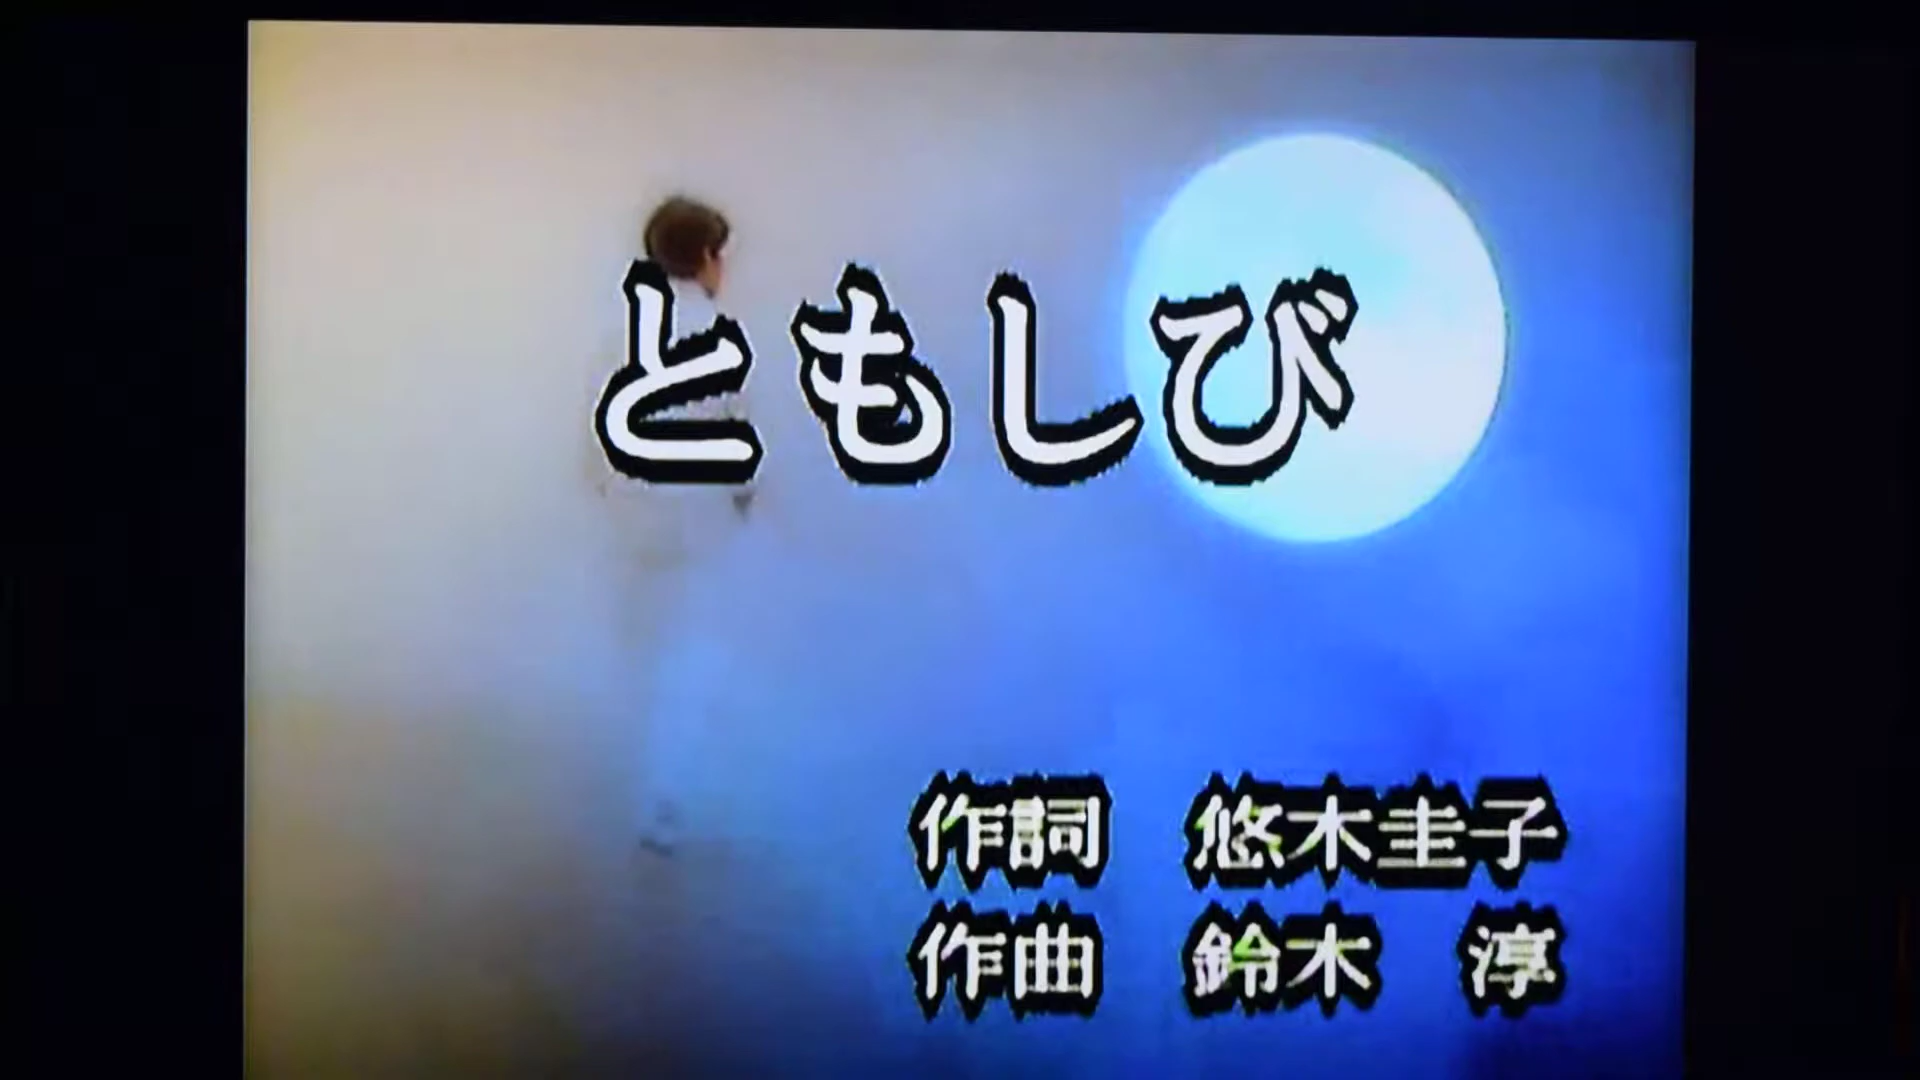 ともしび
作詞　悠木圭子
作曲　鈴木　淳